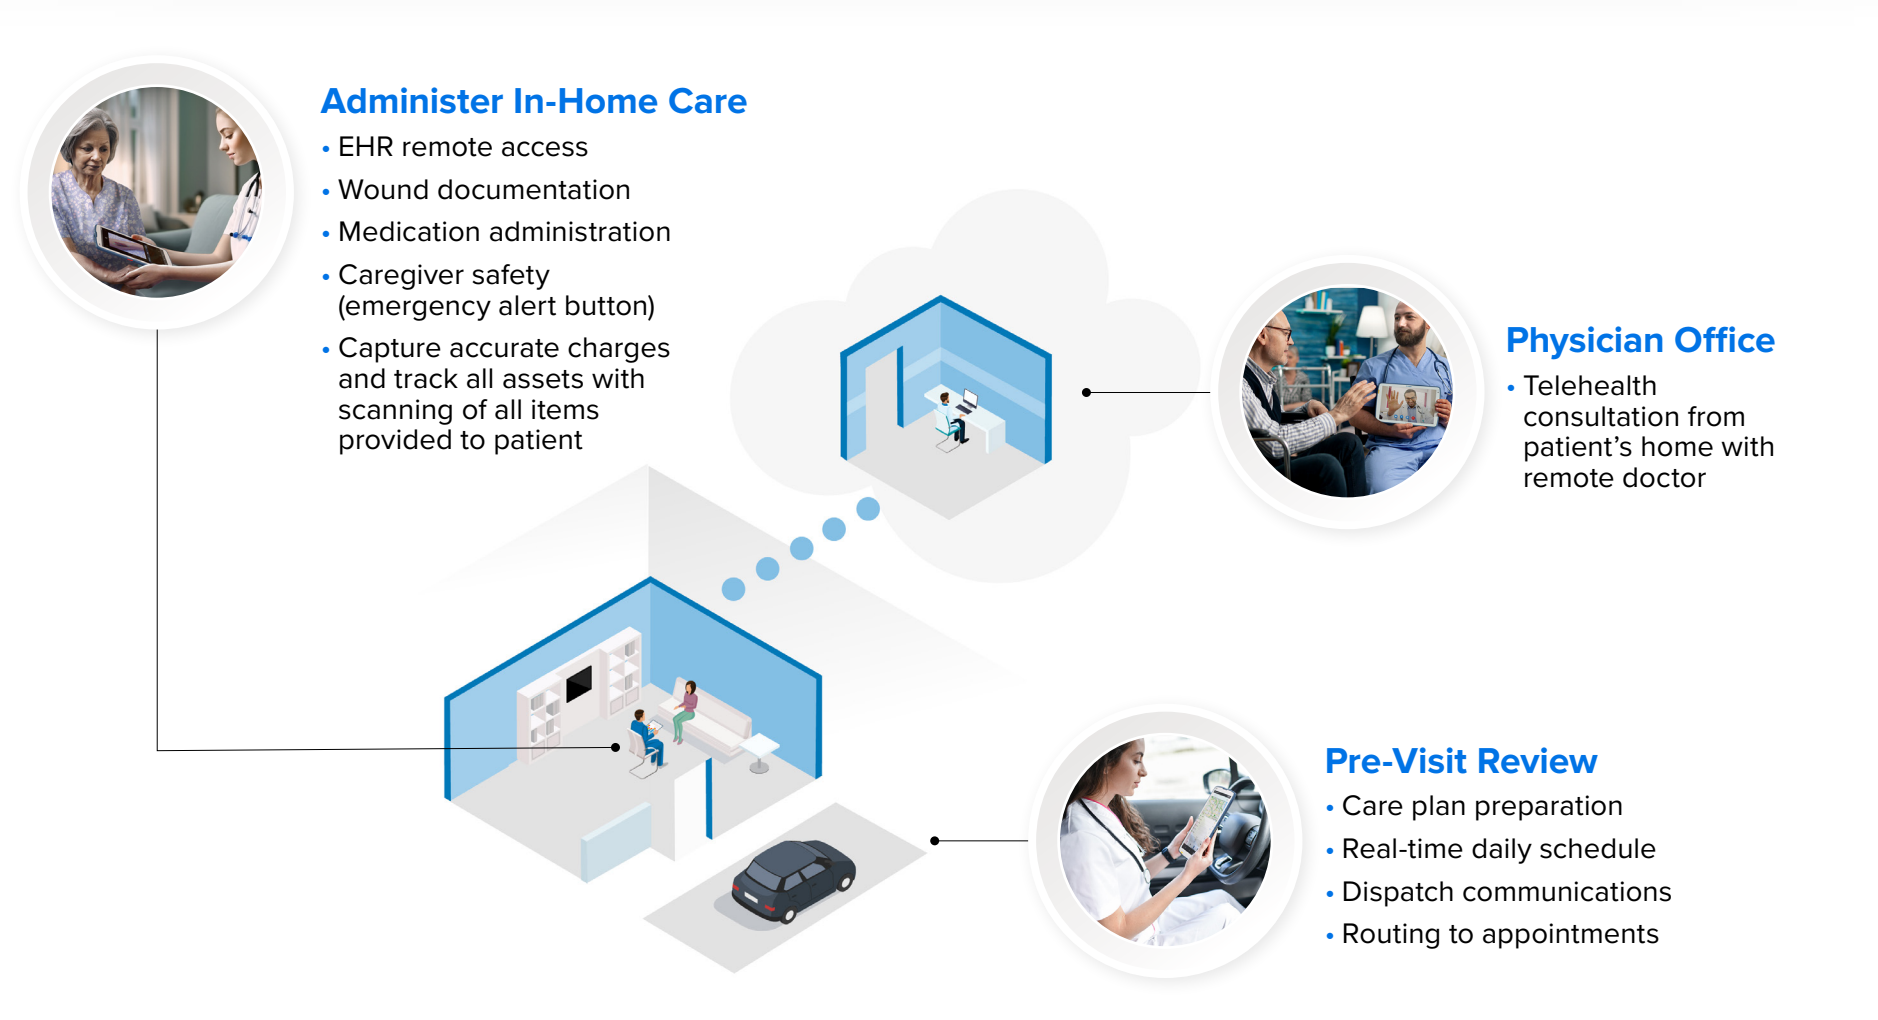 Administer In-Home Care
• EHR remote access
• Wound documentation
• Medication administration
• Caregiver safety
(emergency alert button)
• Capture accurate charges
and track all assets with
scanning of all items
provided to patient
Physician Office
• Telehealth
consultation from
patient’s home with
remote doctor
Pre-Visit Review
• Care plan preparation
• Real-time daily schedule
• Dispatch communications
• Routing to appointments